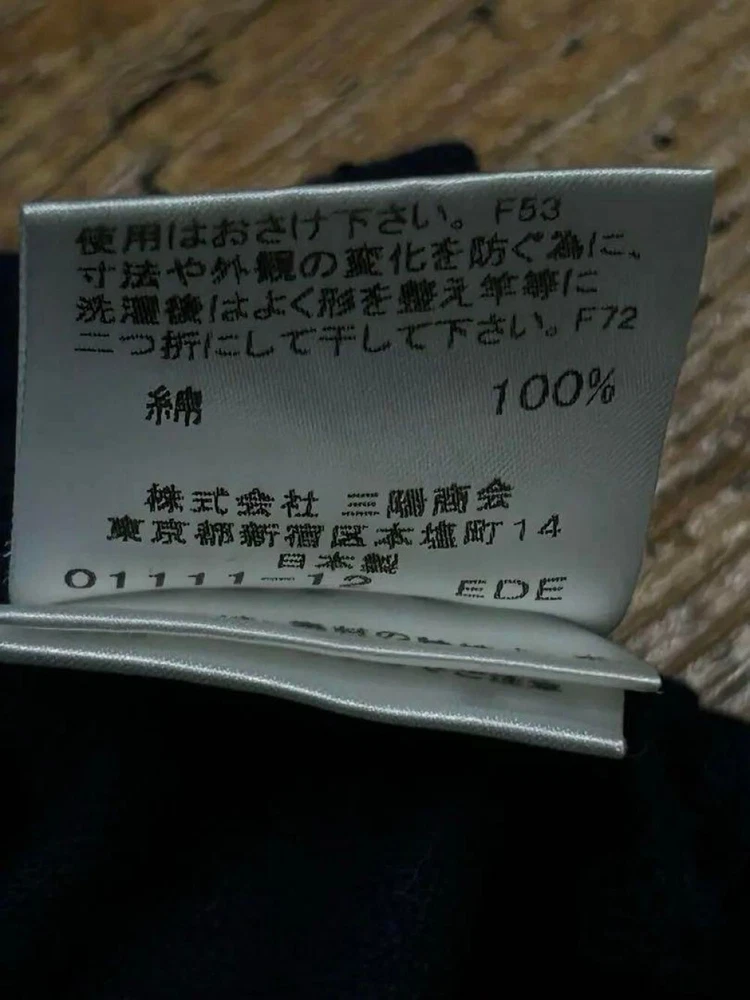 使用はおさけ下さい。F53
寸法や外観の変化を防ぐ為に、
洗濯後はよく形を整え竿等に
二つ折にして干して下さい。F72
綿 100%
株式会社 三陽商会
東京都新宿区本塩町14
日本製
01111-12 EDE